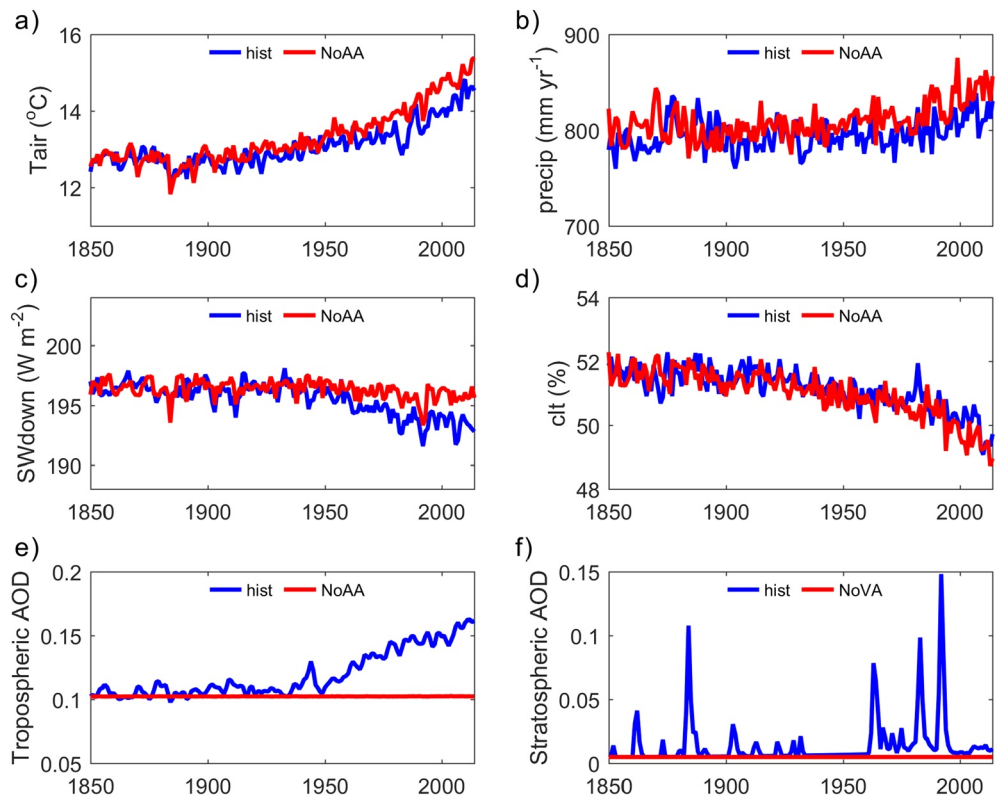 a)
Tair (°C)
16
14
12
hist NoAA
1850 1900 1950 2000
b)
precip (mm yr-1)
900
800
700
hist NoAA
1850 1900 1950 2000
c)
SWdown (W m-2)
200
195
190
hist NoAA
1850 1900 1950 2000
d)
clt (%)
54
52
50
48
hist NoAA
1850 1900 1950 2000
e)
Tropospheric AOD
0.2
0.15
0.1
0.05
hist NoAA
1850 1900 1950 2000
f)
Stratospheric AOD
0.15
0.1
0.05
0
hist NoVA
1850 1900 1950 2000